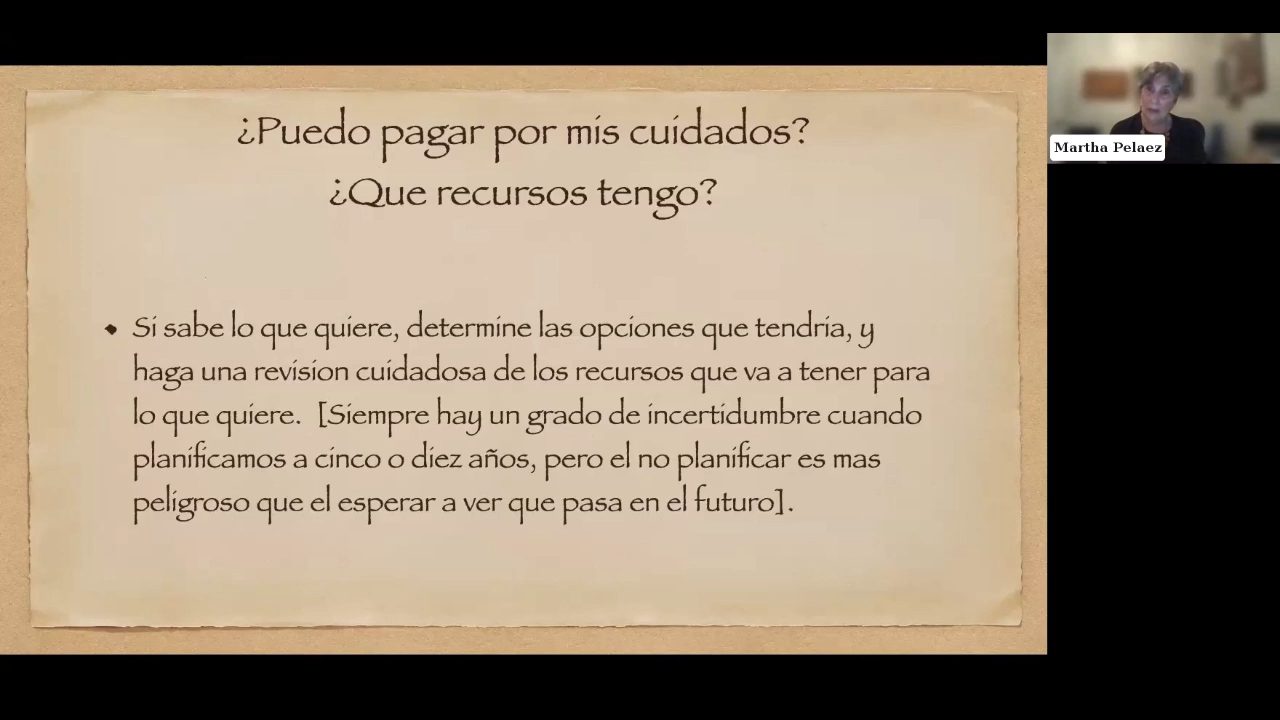 ¿Puedo pagar por mis cuidados?
¿Que recursos tengo?
• Si sabe lo que quiere, determine las opciones que tendria, y
haga una revision cuidadosa de los recursos que va a tener para
lo que quiere. [Siempre hay un grado de incertidumbre cuando
planificamos a cinco o diez años, pero el no planificar es mas
peligroso que el esperar a ver que pasa en el futuro].
Martha Pelaez